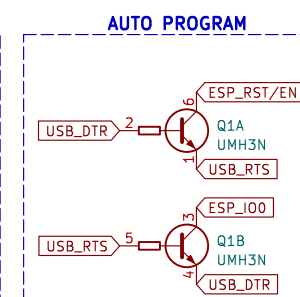 AUTO PROGRAM
6
ESP_RST/EN
USB_DTR
2
Q1A
UMH3N
1
USB_RTS
3
ESP_IO0
USB_RTS
5
Q1B
UMH3N
4
USB_DTR